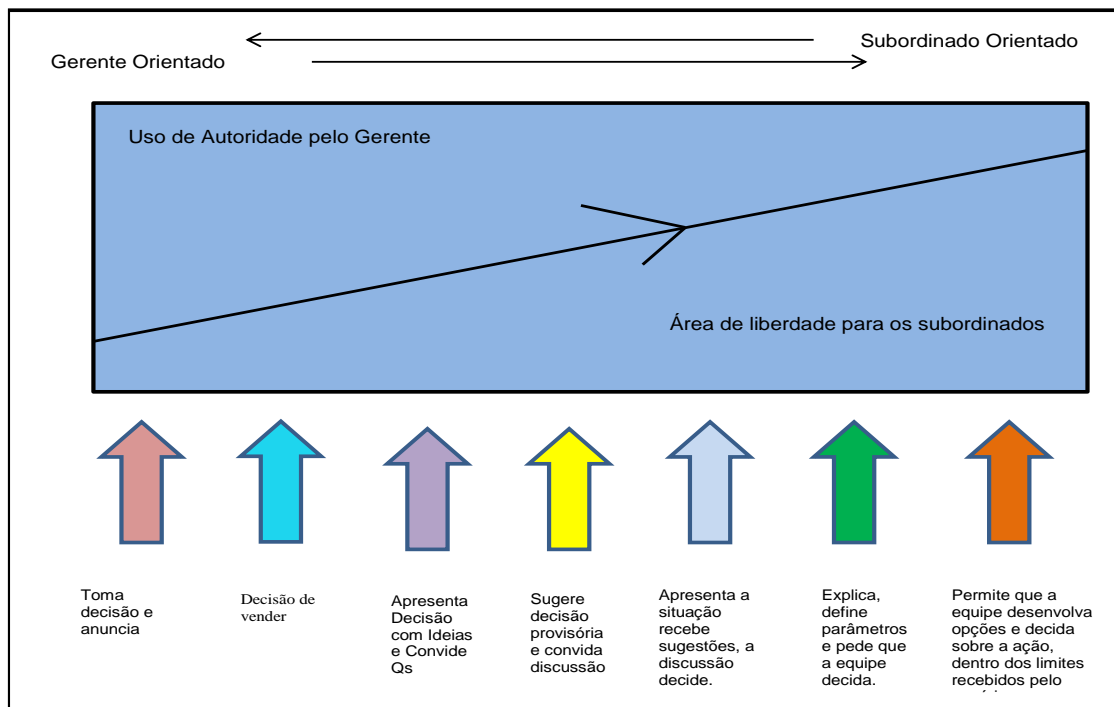 Subordinado Orientado
Gerente Orientado
Uso de Autoridade pelo Gerente
Área de liberdade para os subordinados
Toma
decisão e
anuncia
Decisão de
vender
Apresenta
Decisão
com Ideias
e Convide
Qs
Sugere
decisão
provisória
e convida
discussão
Apresenta a
situação
recebe
sugestões, a
discussão
decide.
Explica,
define
parâmetros
e pede que
a equipe
decida.
Permite que a
equipe desenvolva
opções e decida
sobre a ação,
dentro dos limites
recebidos pelo